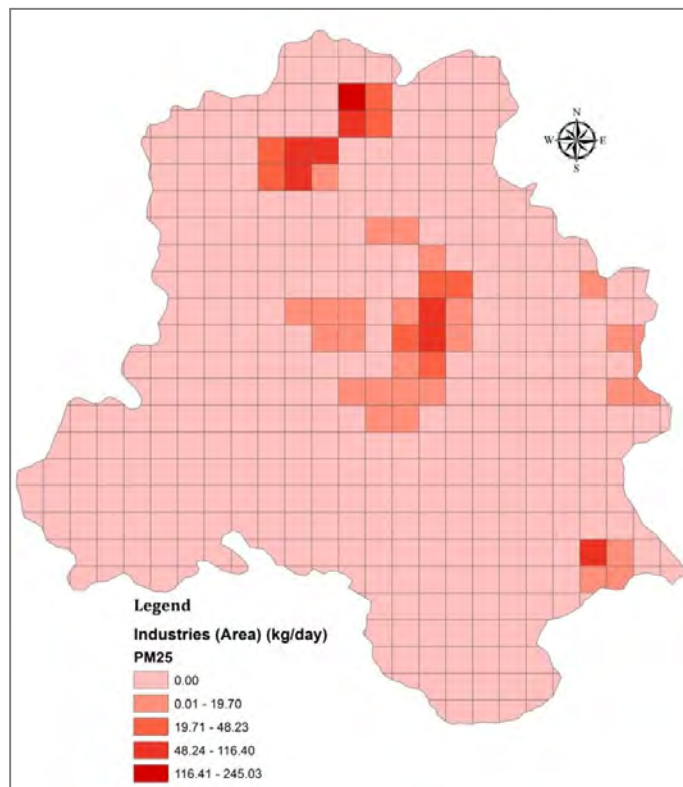 N
W E
S
Legend
Industries (Area) (kg/day)
PM25
0.00
0.01 - 19.70
19.71 - 48.23
48.24 - 116.40
116.41 - 245.03